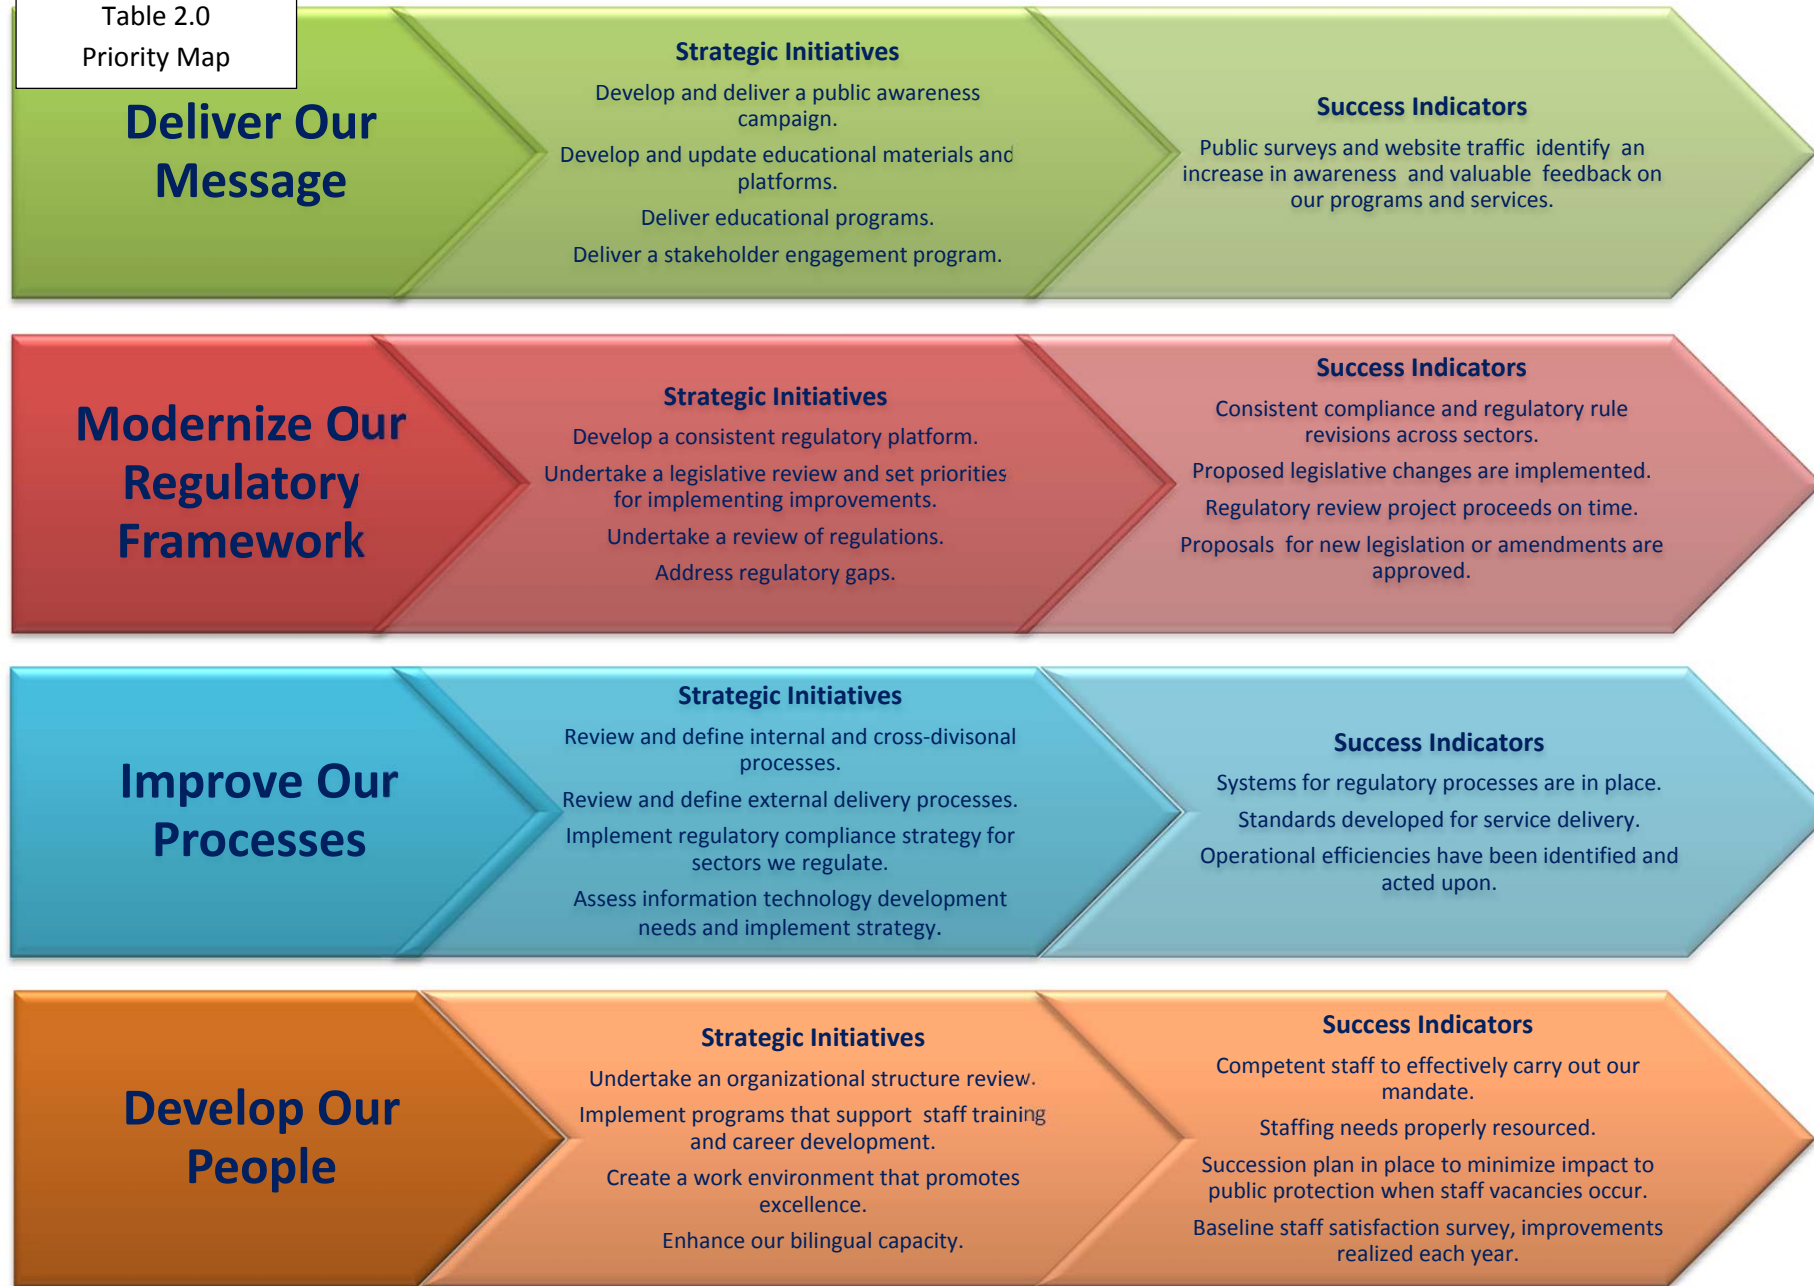 Table 2.0
Priority Map
Deliver Our
Message
Strategic Initiatives
Develop and deliver a public awareness
campaign.
Develop and update educational materials and
platforms.
Deliver educational programs.
Deliver a stakeholder engagement program.
Success Indicators
Public surveys and website traffic identify an
increase in awareness and valuable feedback on
our programs and services.
Modernize Our
Regulatory
Framework
Strategic Initiatives
Develop a consistent regulatory platform.
Undertake a legislative review and set priorities
for implementing improvements.
Undertake a review of regulations.
Address regulatory gaps.
Success Indicators
Consistent compliance and regulatory rule
revisions across sectors.
Proposed legislative changes are implemented.
Regulatory review project proceeds on time.
Proposals for new legislation or amendments are
approved.
Improve Our
Processes
Strategic Initiatives
Review and define internal and cross-divisonal
processes.
Review and define external delivery processes.
Implement regulatory compliance strategy for
sectors we regulate.
Assess information technology development
needs and implement strategy.
Success Indicators
Systems for regulatory processes are in place.
Standards developed for service delivery.
Operational efficiencies have been identified and
acted upon.
Develop Our
People
Strategic Initiatives
Undertake an organizational structure review.
Implement programs that support staff training
and career development.
Create a work environment that promotes
excellence.
Enhance our bilingual capacity.
Success Indicators
Competent staff to effectively carry out our
mandate.
Staffing needs properly resourced.
Succession plan in place to minimize impact to
public protection when staff vacancies occur.
Baseline staff satisfaction survey, improvements
realized each year.